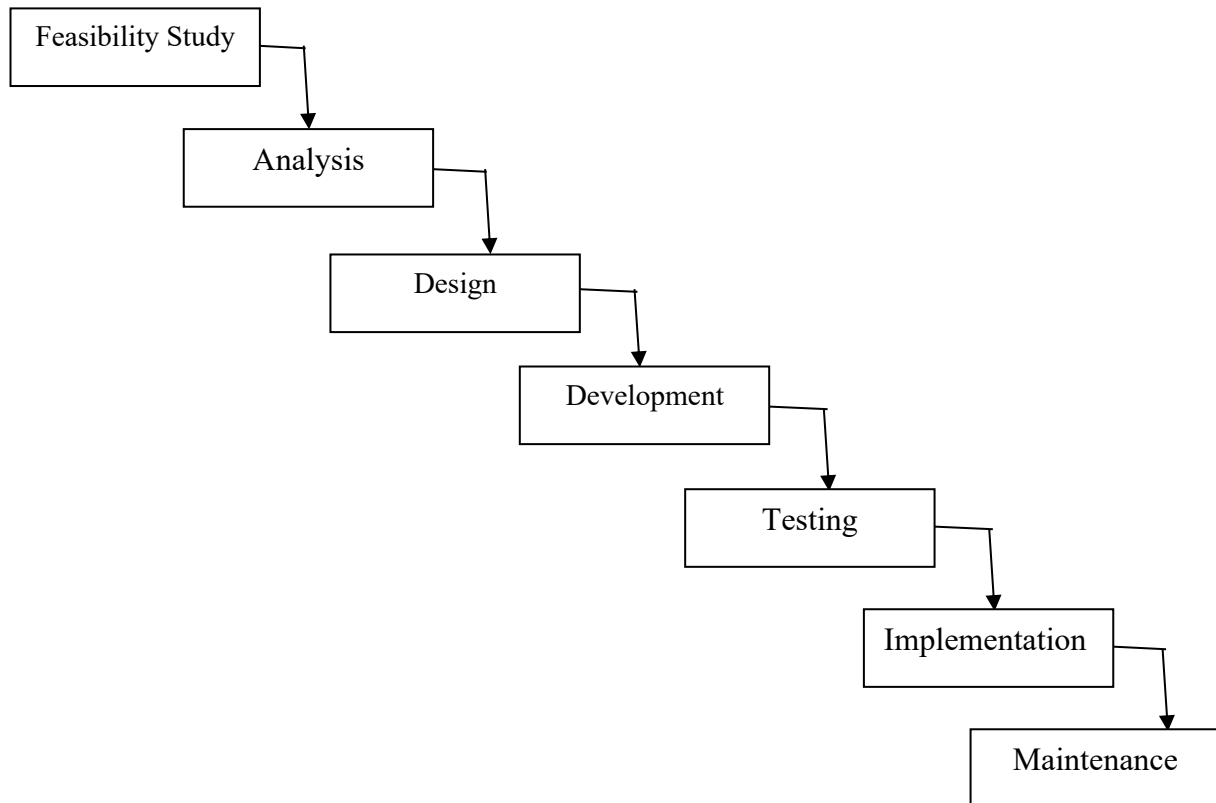 Feasibility Study
Analysis
Design
Development
Testing
Implementation
Maintenance